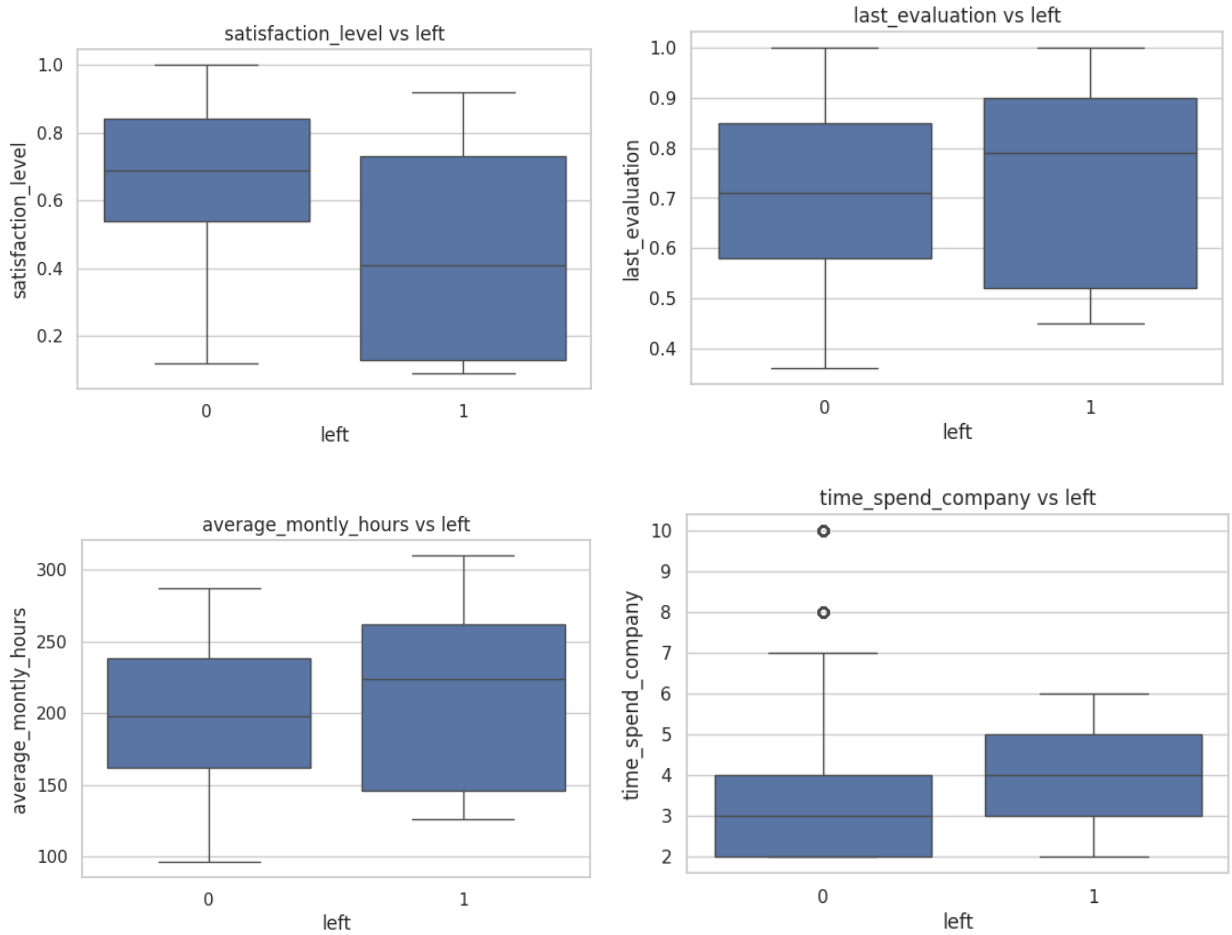 satisfaction_level vs left
1.0
0.8
0.6
0.4
0.2
satisfaction_level
0
1
left
last_evaluation vs left
1.0
0.9
0.8
0.7
0.6
0.5
0.4
last_evaluation
0
1
left
average_montly_hours vs left
300
250
200
150
100
average_montly_hours
0
1
left
time_spend_company vs left
10
9
8
7
6
5
4
3
2
time_spend_company
0
1
left